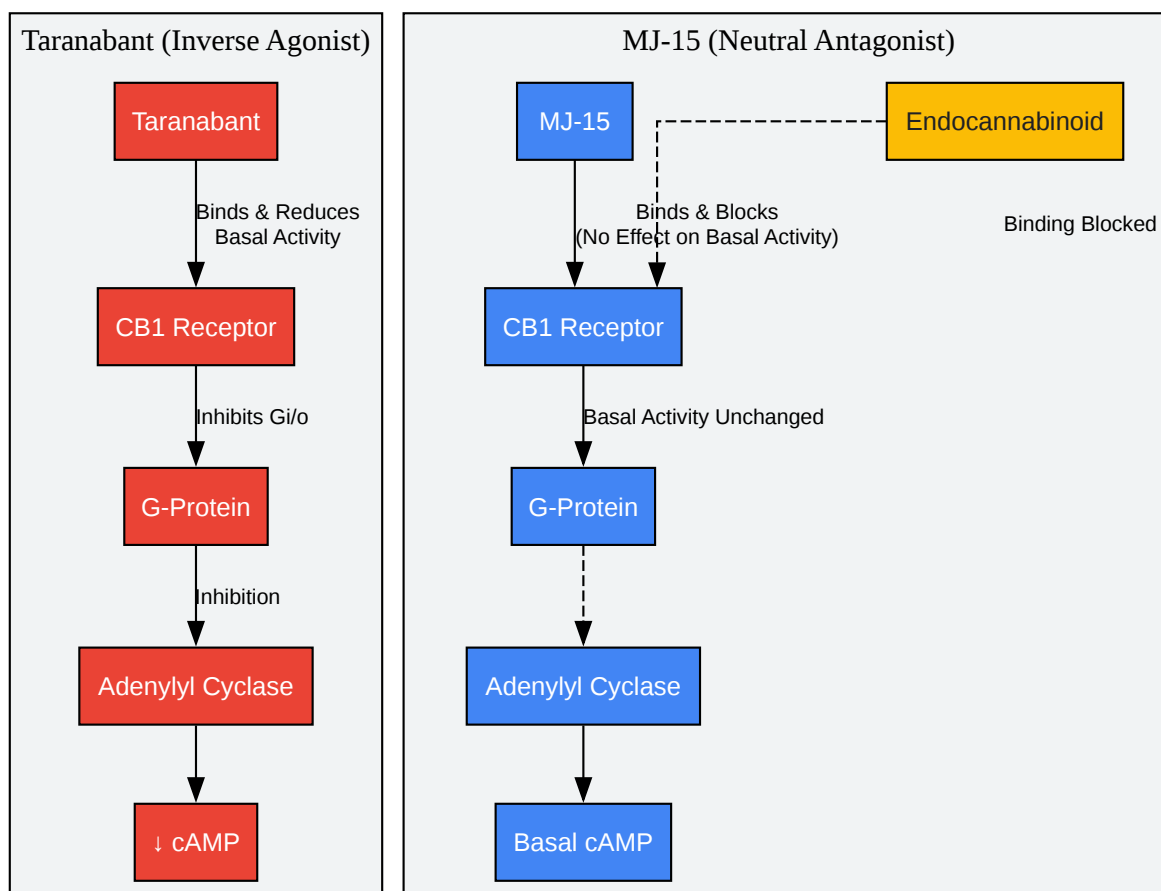 Taranabant (Inverse Agonist)
Taranabant
Binds & Reduces
Basal Activity
CB1 Receptor
Inhibits Gi/o
G-Protein
Inhibition
Adenylyl Cyclase
↓ cAMP
MJ-15 (Neutral Antagonist)
MJ-15
Endocannabinoid
Binds & Blocks
(No Effect on Basal Activity)
Binding Blocked
CB1 Receptor
Basal Activity Unchanged
G-Protein
Adenylyl Cyclase
Basal cAMP